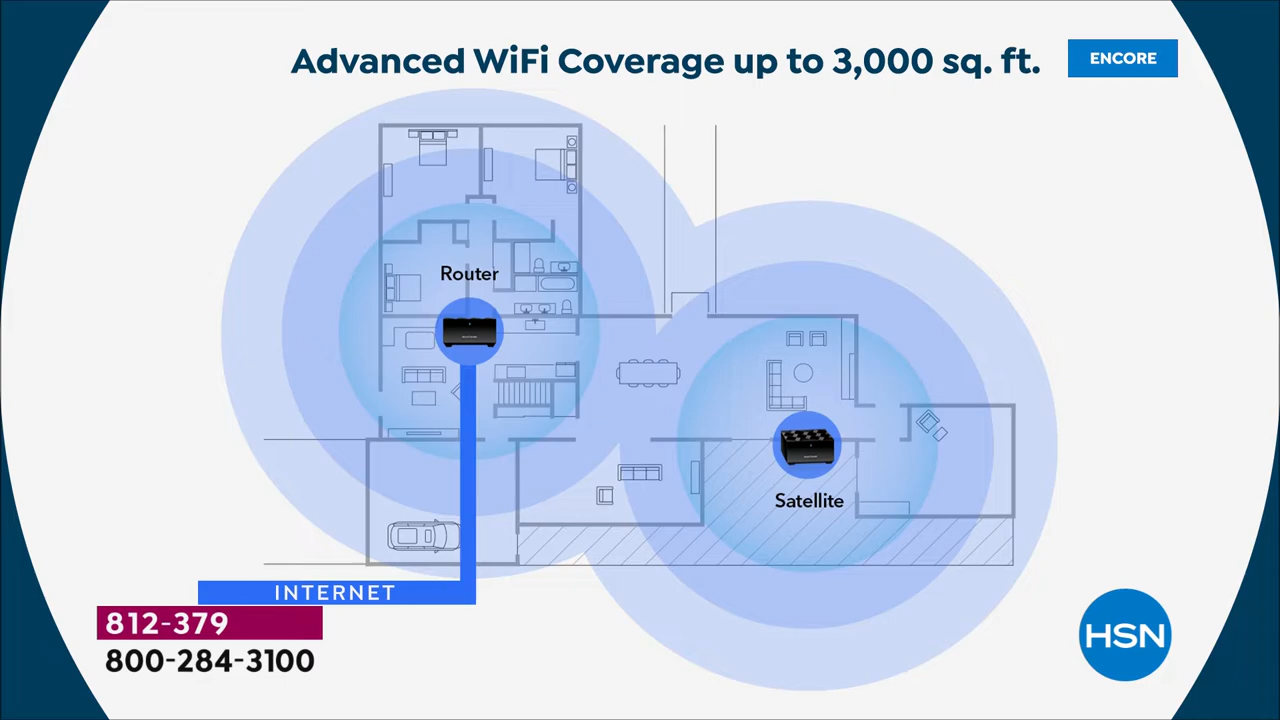 Advanced WiFi Coverage up to 3,000 sq. ft.
ENCORE
Router
Satellite
INTERNET
812-379
800-284-3100
HSN